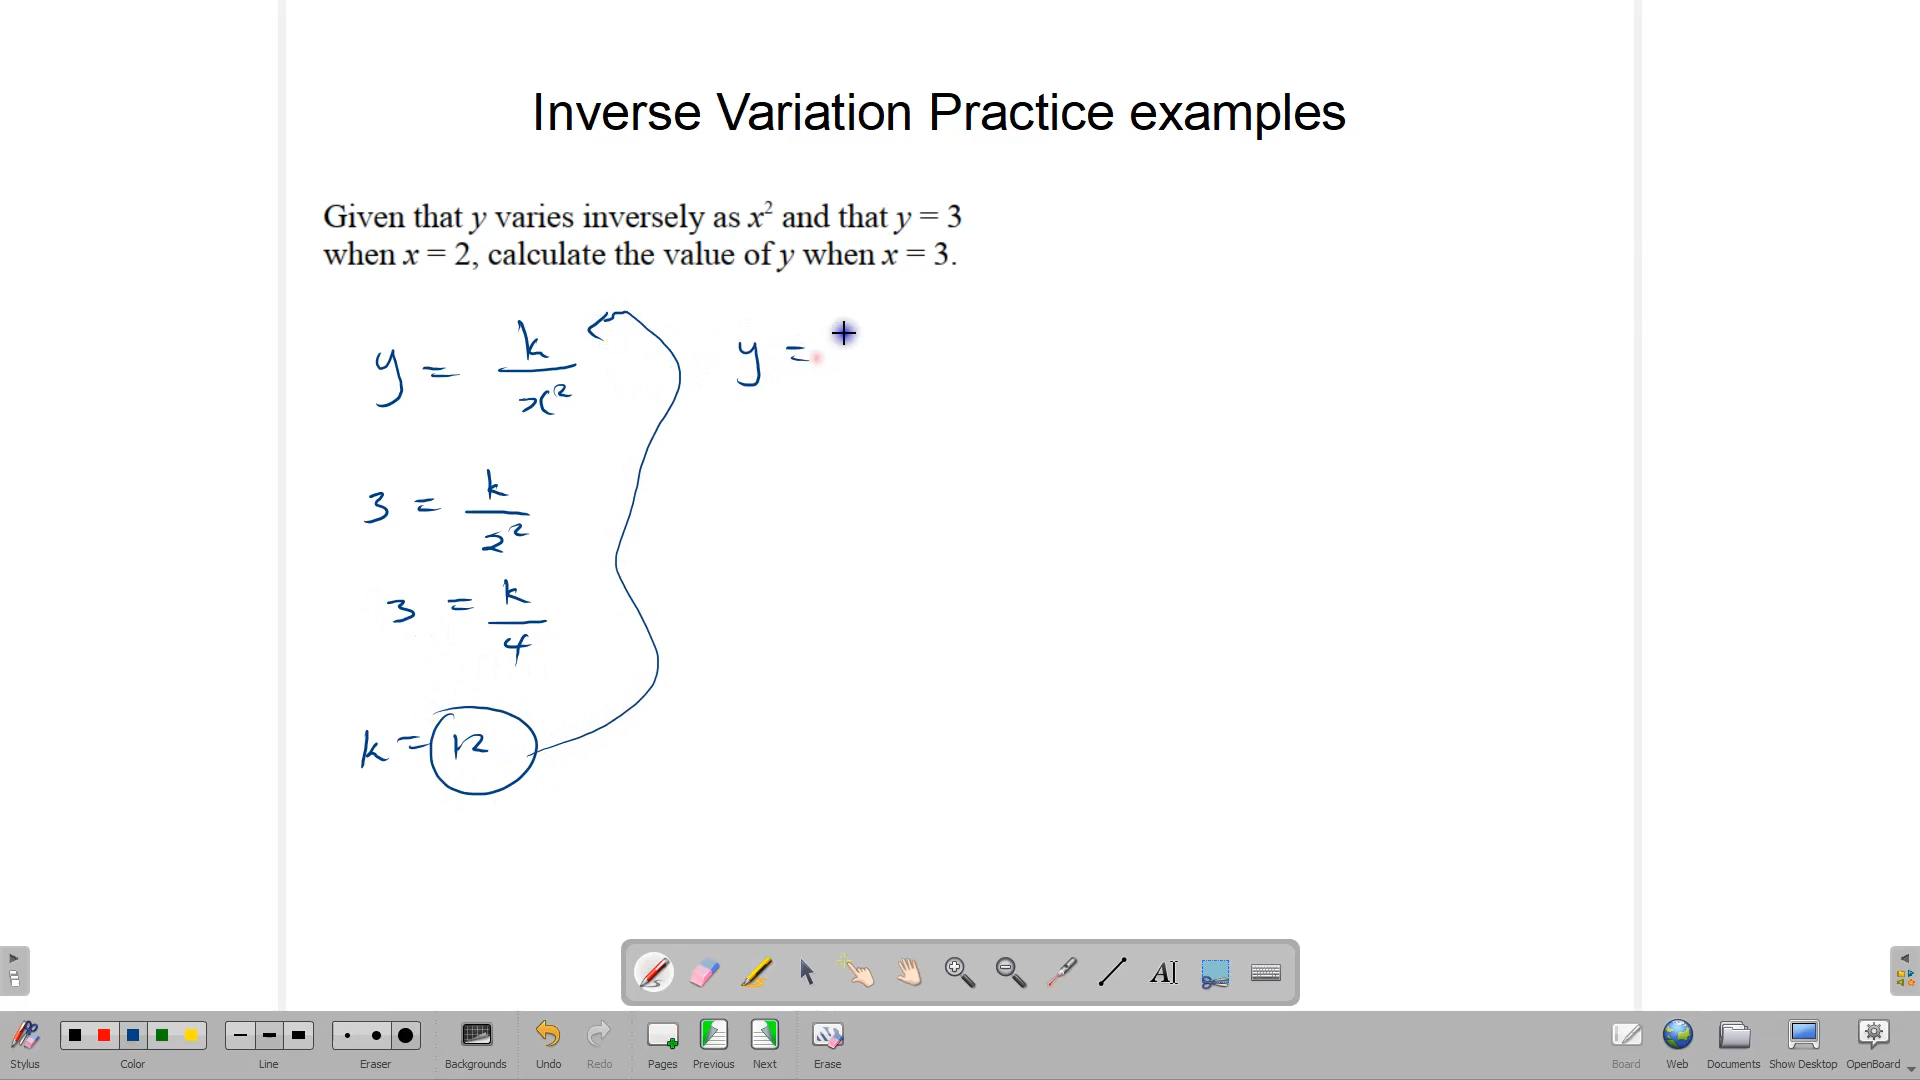 Inverse Variation Practice examples
Given that y varies inversely as x² and that y = 3
when x = 2, calculate the value of y when x = 3.
y = k/x²
y =
3 = k/2²
3 = k/4
k = 12
Stylus
Color
Line
Eraser
Backgrounds
Undo
Redo
Pages
Previous
Next
Erase
Board
Web
Documents
Show Desktop
OpenBoard